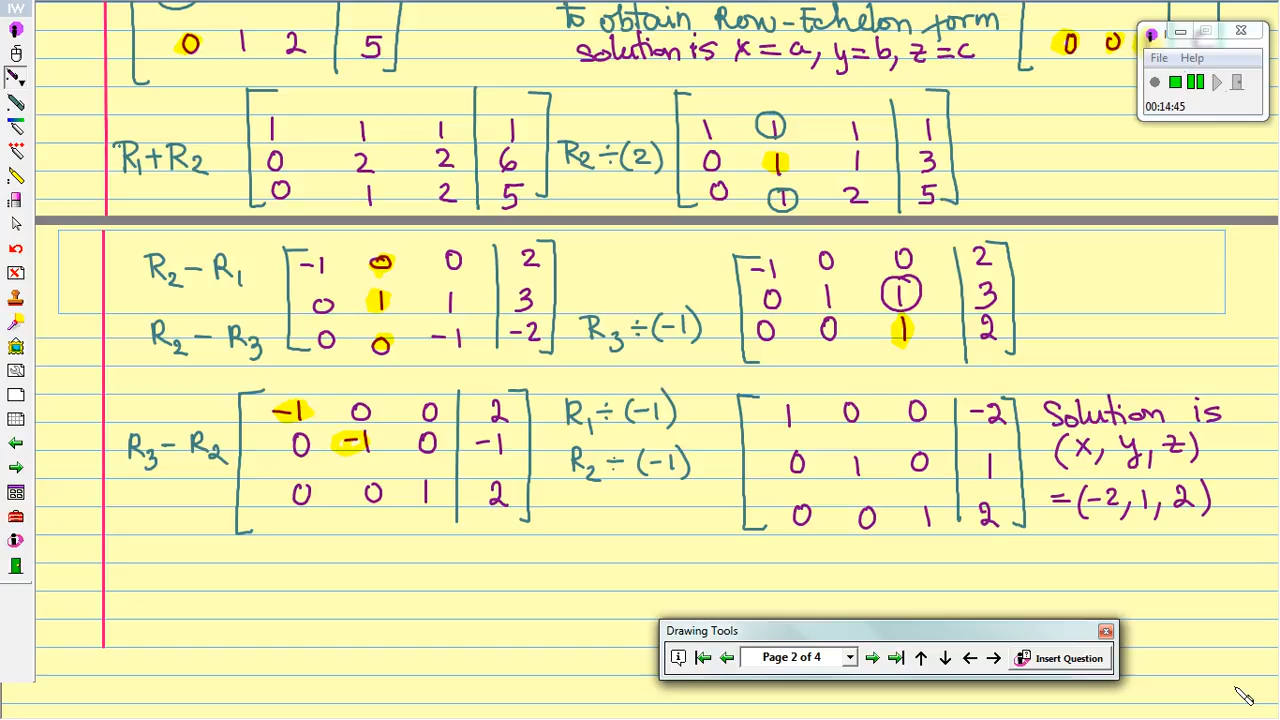 IW
to obtain Row-Echelon form
0 1 2 | 5
solution is x = a, y = b, z = c
0 0
File Help
00:14:45
1 1 1 | 1
1 1 1 | 1
R1+R2
0 2 2 | 6
R2 ÷ (2)
0 1 1 | 3
0 1 2 | 5
0 1 2 | 5
R2 – R1
-1 0 0 | 2
-1 0 0 | 2
0 1 1 | 3
0 1 1 | 3
R2 – R3
0 0 -1 | -2
R3 ÷ (-1)
0 0 1 | 2
-1 0 0 | 2
R1 ÷ (-1)
1 0 0 | -2
Solution is
R3 – R2
0 -1 0 | -1
R2 ÷ (-1)
0 1 0 | 1
(x, y, z)
0 0 1 | 2
0 0 1 | 2
= (-2, 1, 2)
Drawing Tools
Page 2 of 4
Insert Question